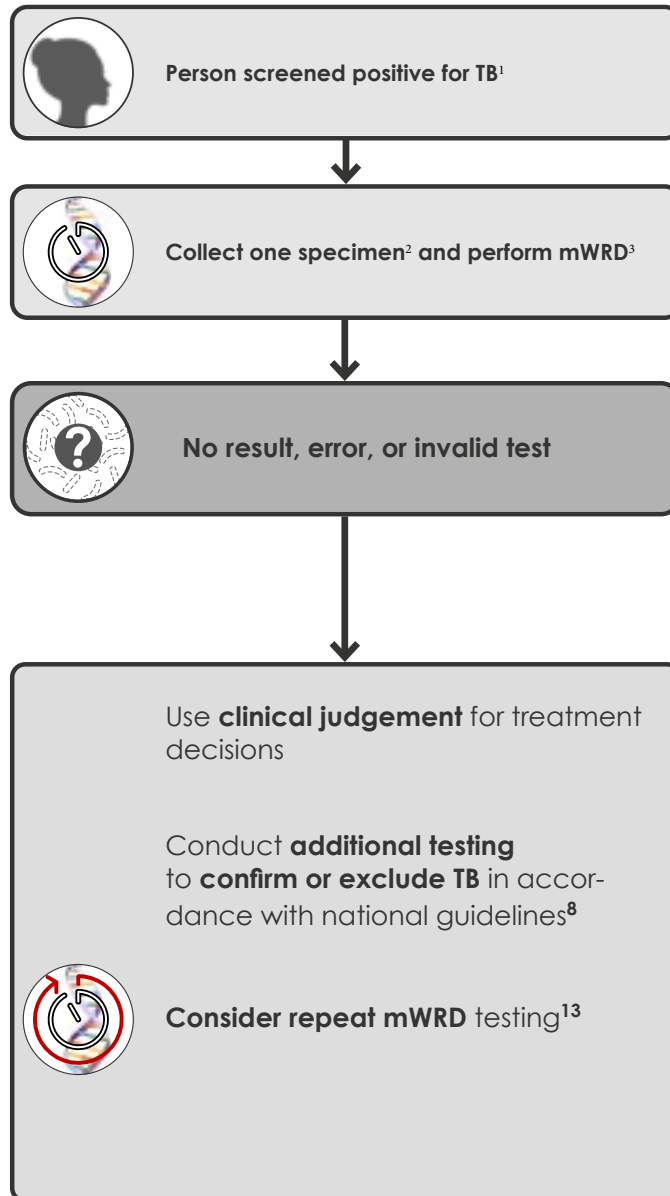 Person screened positive for TB¹
Collect one specimen² and perform mWRD³
?
No result, error, or invalid test
Use clinical judgement for treatment
decisions
Conduct additional testing
to confirm or exclude TB in accor-
dance with national guidelines⁸
Consider repeat mWRD testing¹³